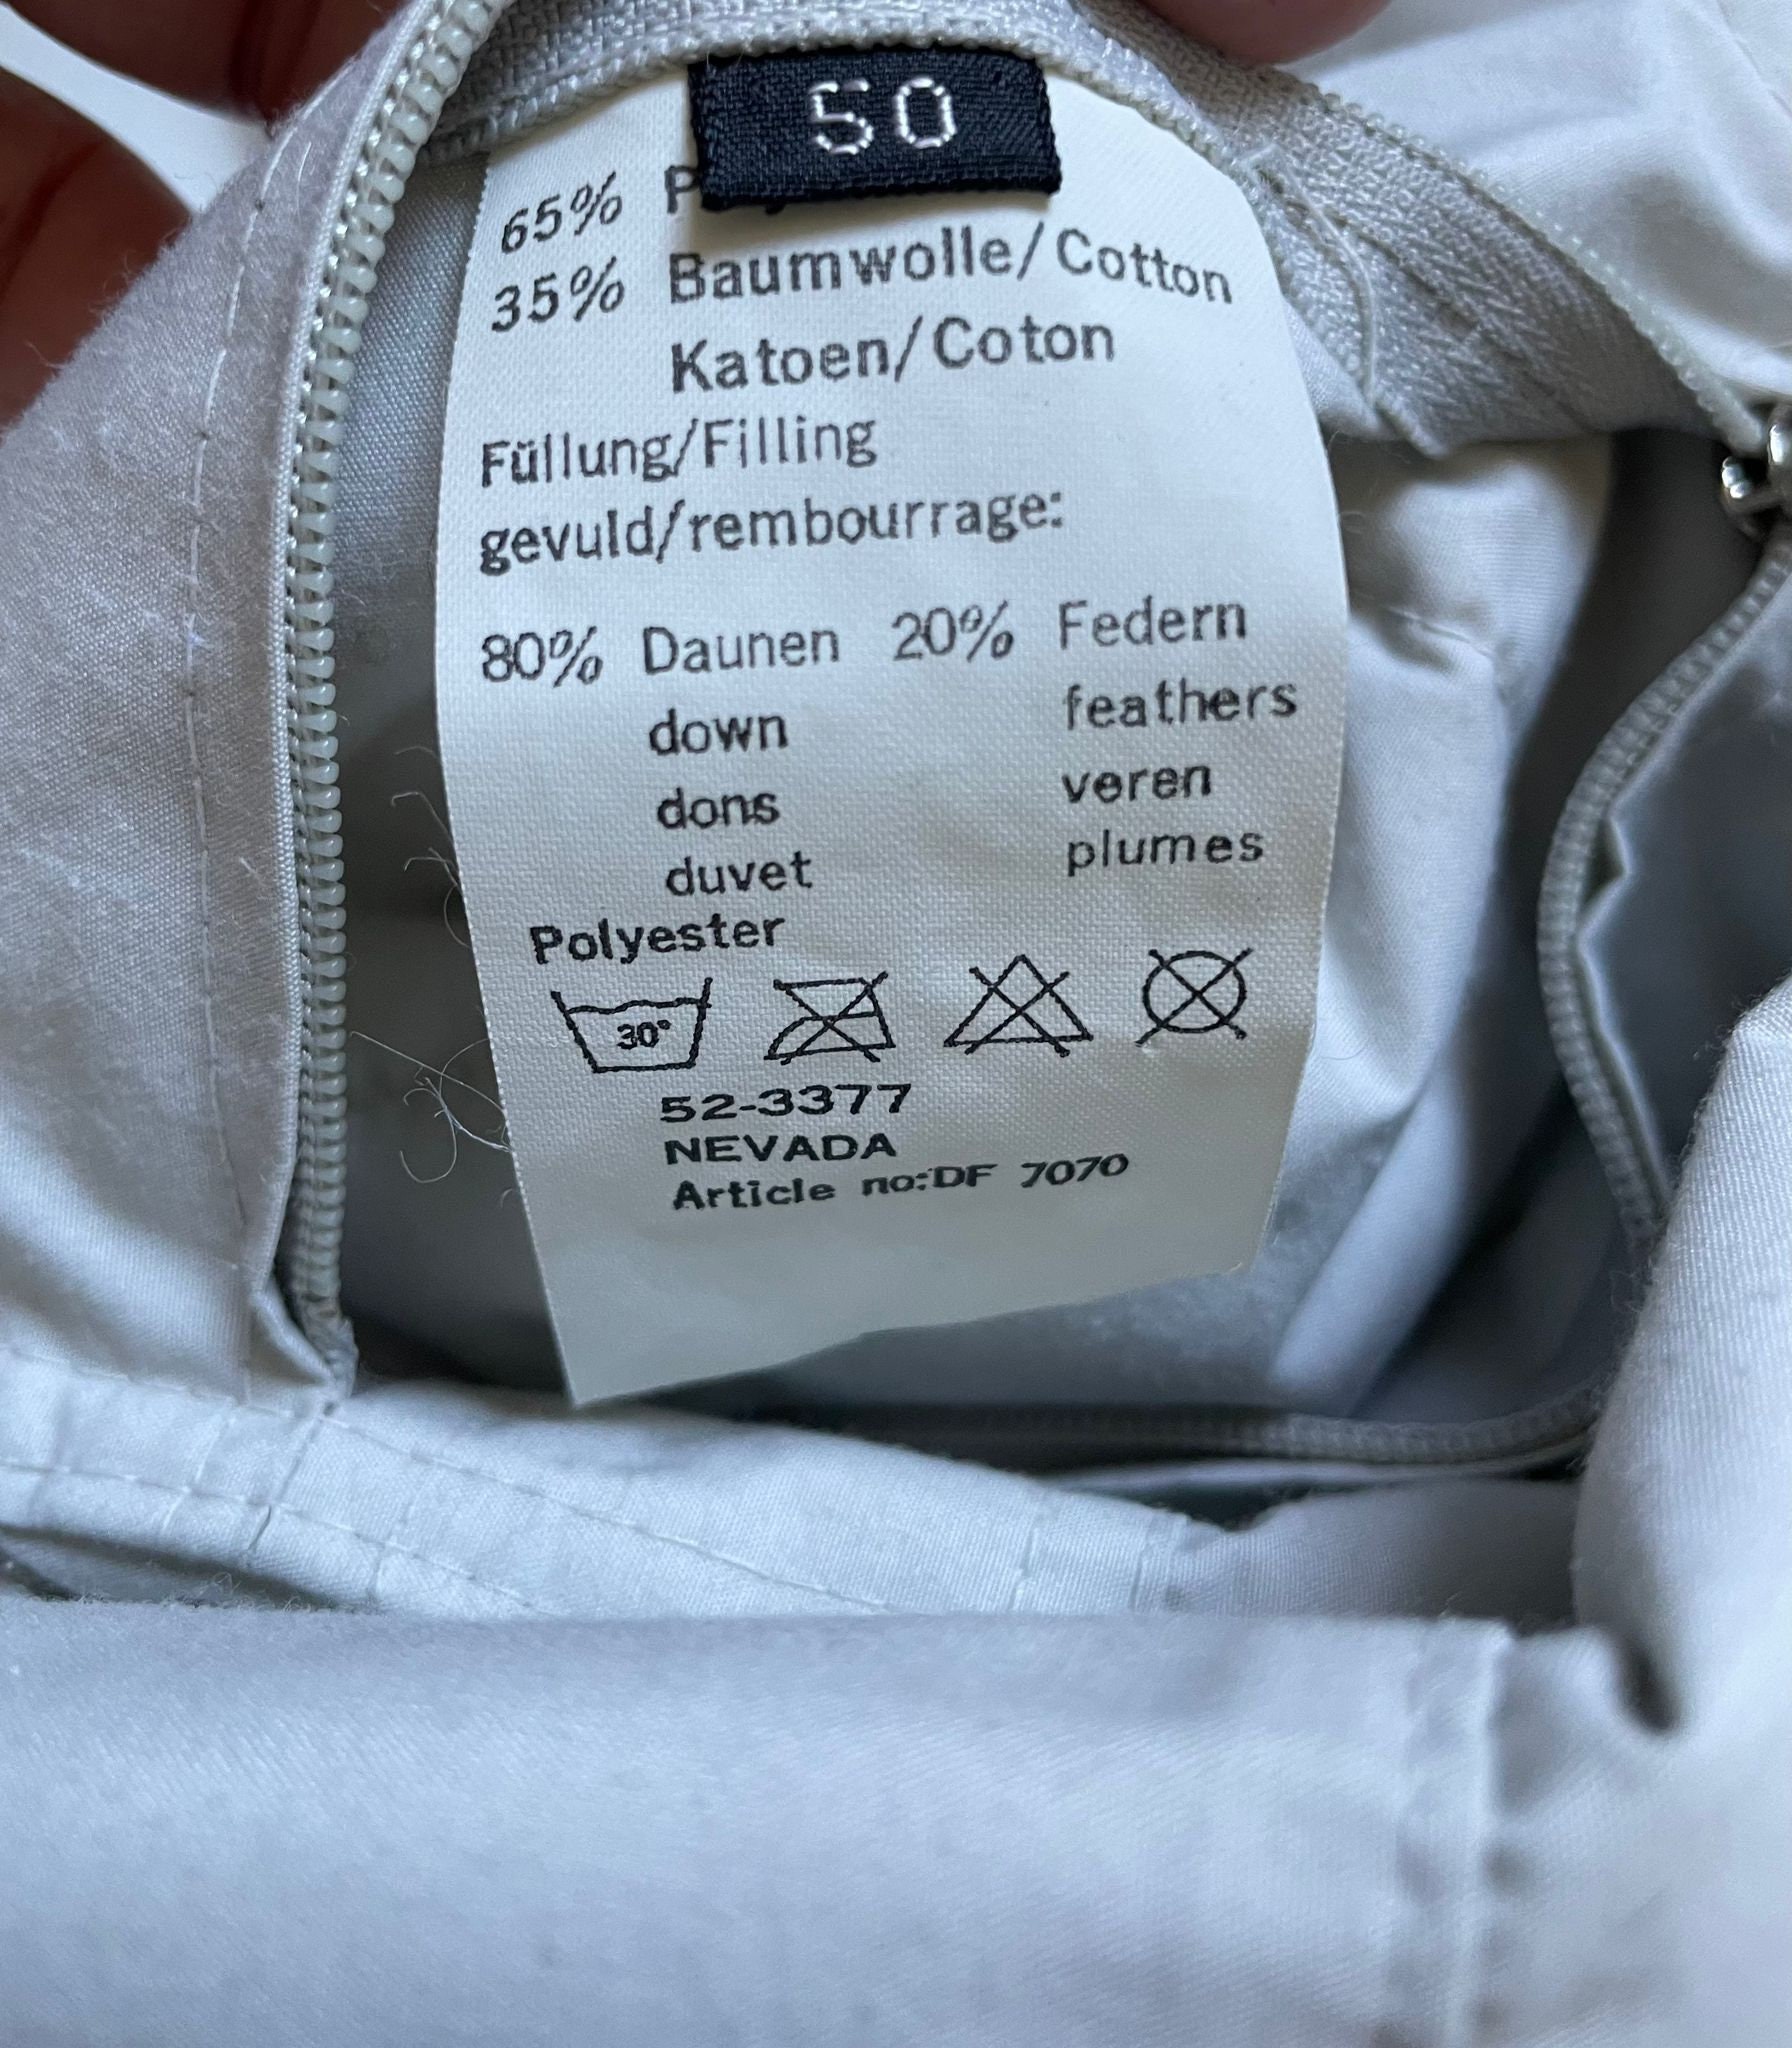 50
65%
35% Baumwolle/Cotton
Katoen/Coton
Füllung/Filling
gevuld/rembourrage:
80% Daunen 20% Federn
down feathers
dons veren
duvet plumes
Polyester
30°
52-3377
NEVADA
Article no:DF 7070